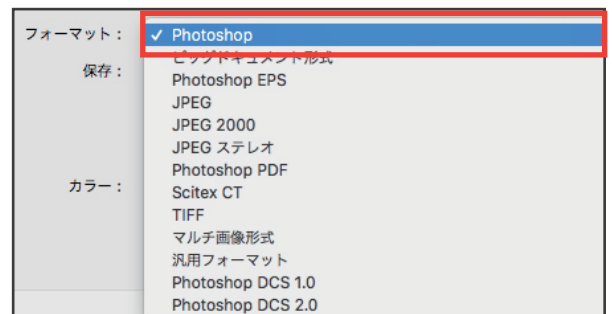 フォーマット：
✓ Photoshop
ビッグドキュメント形式
保存：
Photoshop EPS
JPEG
JPEG 2000
JPEG ステレオ
Photoshop PDF
カラー：
Scitex CT
TIFF
マルチ画像形式
汎用フォーマット
Photoshop DCS 1.0
Photoshop DCS 2.0